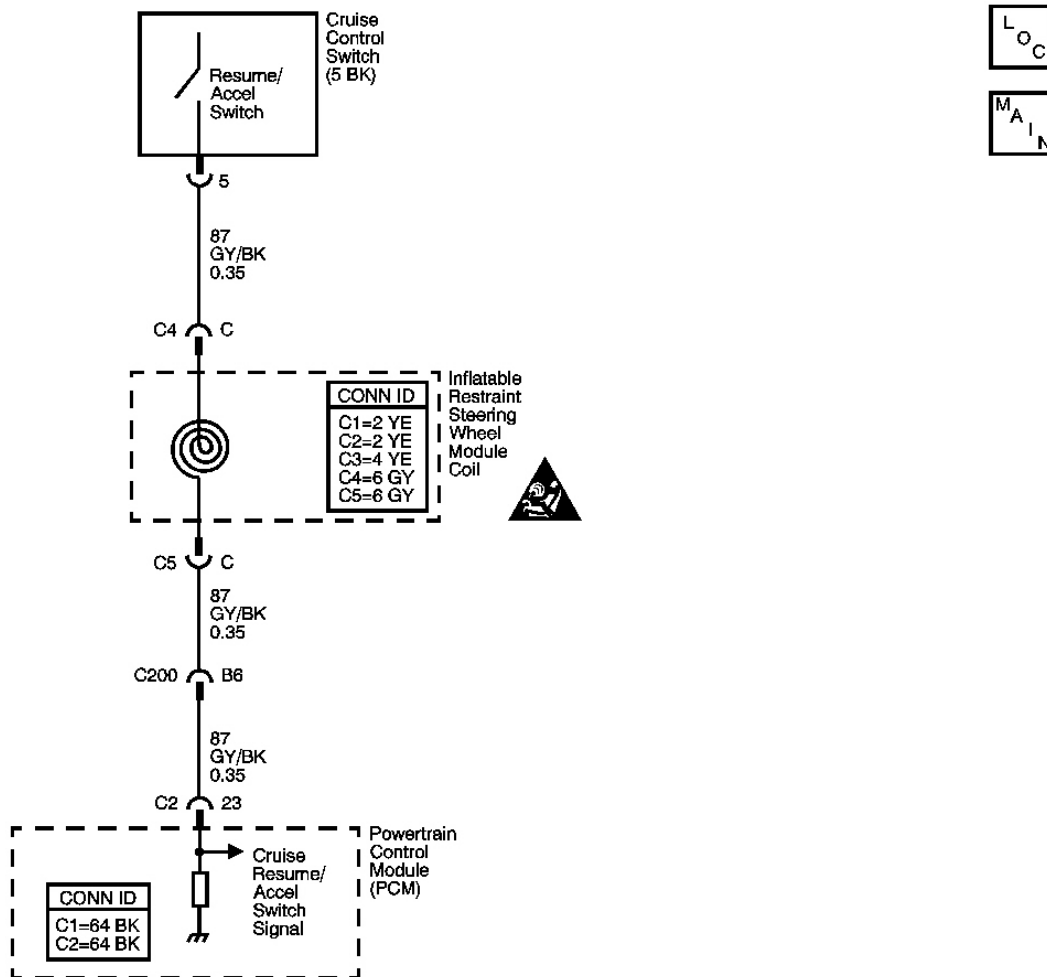 Cruise
Control
Switch
(5 BK)
Resume/
Accel
Switch
L
O
C
M
A
I
N
5
87
GY/BK
0.35
C4
C
CONN ID
C1=2 YE
C2=2 YE
C3=4 YE
C4=6 GY
C5=6 GY
Inflatable
Restraint
Steering
Wheel
Module
Coil
C5
C
87
GY/BK
0.35
C200
B6
87
GY/BK
0.35
C2
23
Powertrain
Control
Module
(PCM)
Cruise
Resume/
Accel
Switch
Signal
CONN ID
C1=64 BK
C2=64 BK